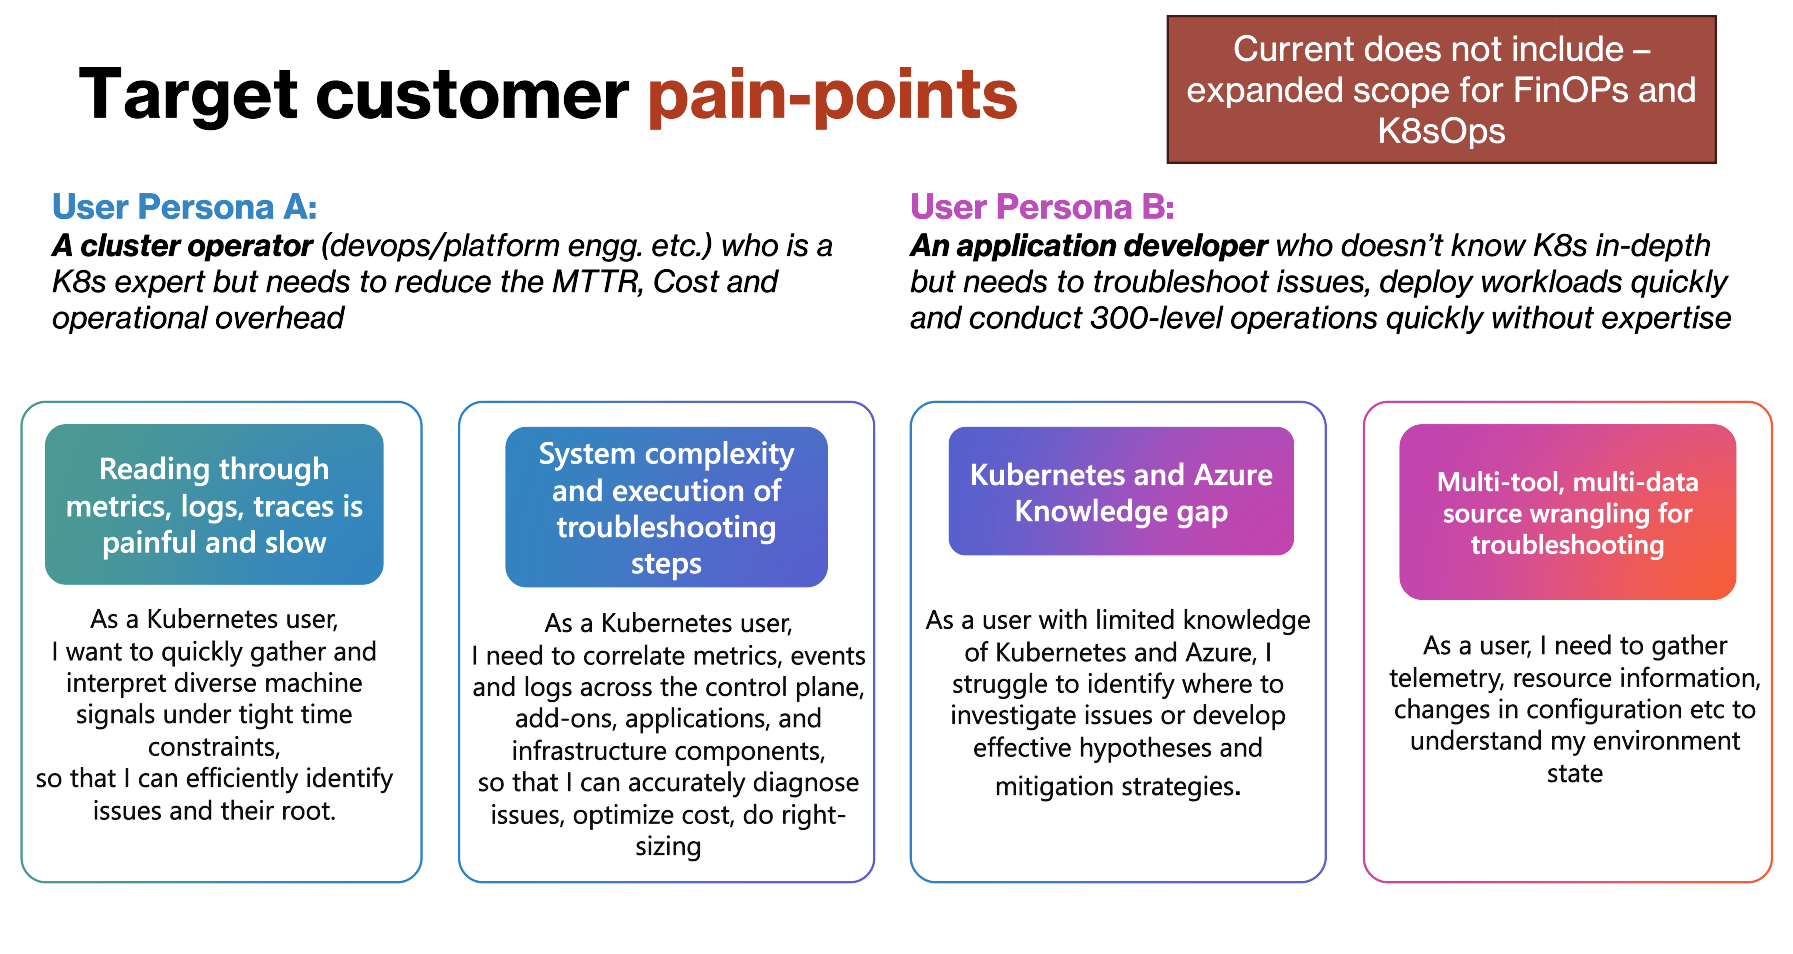 Target customer pain-points
Current does not include –
expanded scope for FinOPs and
K8sOps
User Persona A:
A cluster operator (devops/platform engg. etc.) who is a
K8s expert but needs to reduce the MTTR, Cost and
operational overhead
User Persona B:
An application developer who doesn’t know K8s in-depth
but needs to troubleshoot issues, deploy workloads quickly
and conduct 300-level operations quickly without expertise
Reading through
metrics, logs, traces is
painful and slow
As a Kubernetes user,
I want to quickly gather and
interpret diverse machine
signals under tight time
constraints,
so that I can efficiently identify
issues and their root.
System complexity
and execution of
troubleshooting
steps
As a Kubernetes user,
I need to correlate metrics, events
and logs across the control plane,
add-ons, applications, and
infrastructure components,
so that I can accurately diagnose
issues, optimize cost, do right-
sizing
Kubernetes and Azure
Knowledge gap
As a user with limited knowledge
of Kubernetes and Azure, I
struggle to identify where to
investigate issues or develop
effective hypotheses and
mitigation strategies.
Multi-tool, multi-data
source wrangling for
troubleshooting
As a user, I need to gather
telemetry, resource information,
changes in configuration etc to
understand my environment
state